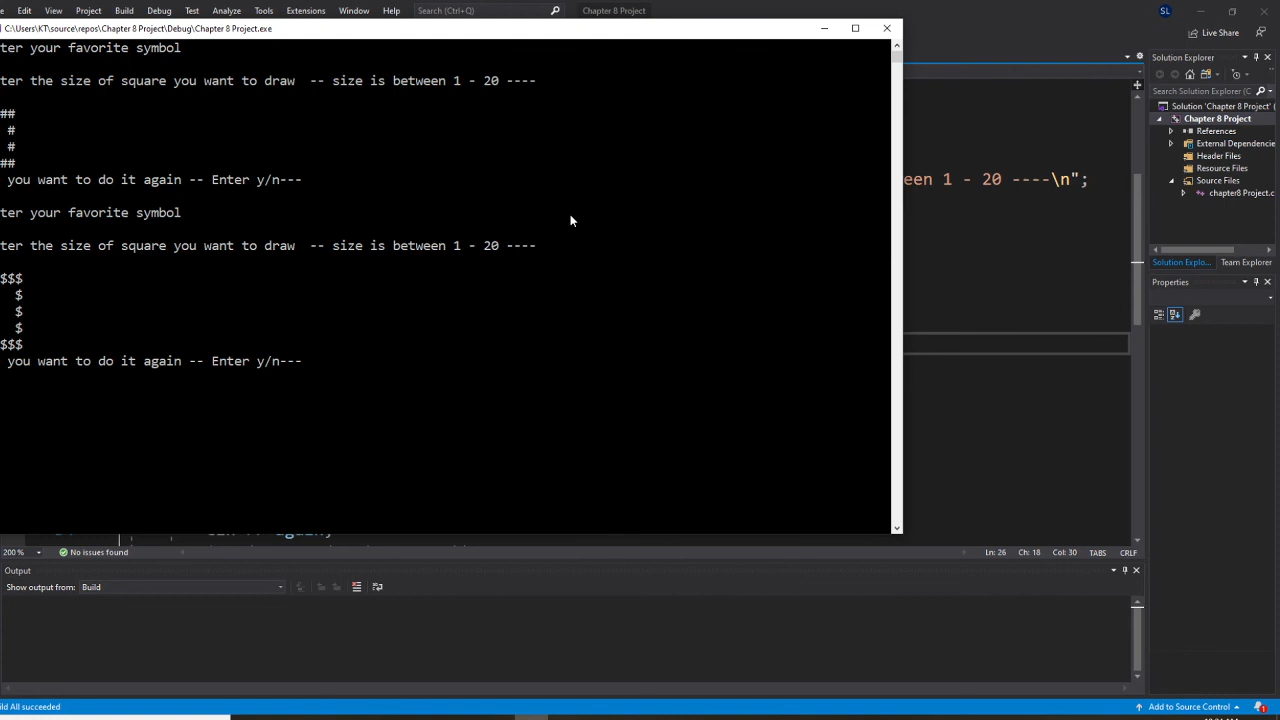 Edit View Project Build Debug Test Analyze Tools Extensions Window Help Search (Ctrl+Q) Chapter 8 Project SL
C:\Users\KT\source\repos\Chapter 8 Project\Debug\Chapter 8 Project.exe
Live Share
ter your favorite symbol
ter the size of square you want to draw -- size is between 1 - 20 ----
##
#
#
##
you want to do it again -- Enter y/n---
ter your favorite symbol
ter the size of square you want to draw -- size is between 1 - 20 ----
$$$
$
$
$
$$$
you want to do it again -- Enter y/n---
een 1 - 20 ----\n";
Solution Explorer
Search Solution Explorer (C
Solution 'Chapter 8 Project' (
Chapter 8 Project
References
External Dependencie
Header Files
Resource Files
Source Files
chapter8 Project.c
Solution Explo... Team Explorer
Properties
200 % No issues found Ln: 26 Ch: 18 Col: 30 TABS CRLF
Output
Show output from: Build
ild All succeeded Add to Source Control 1